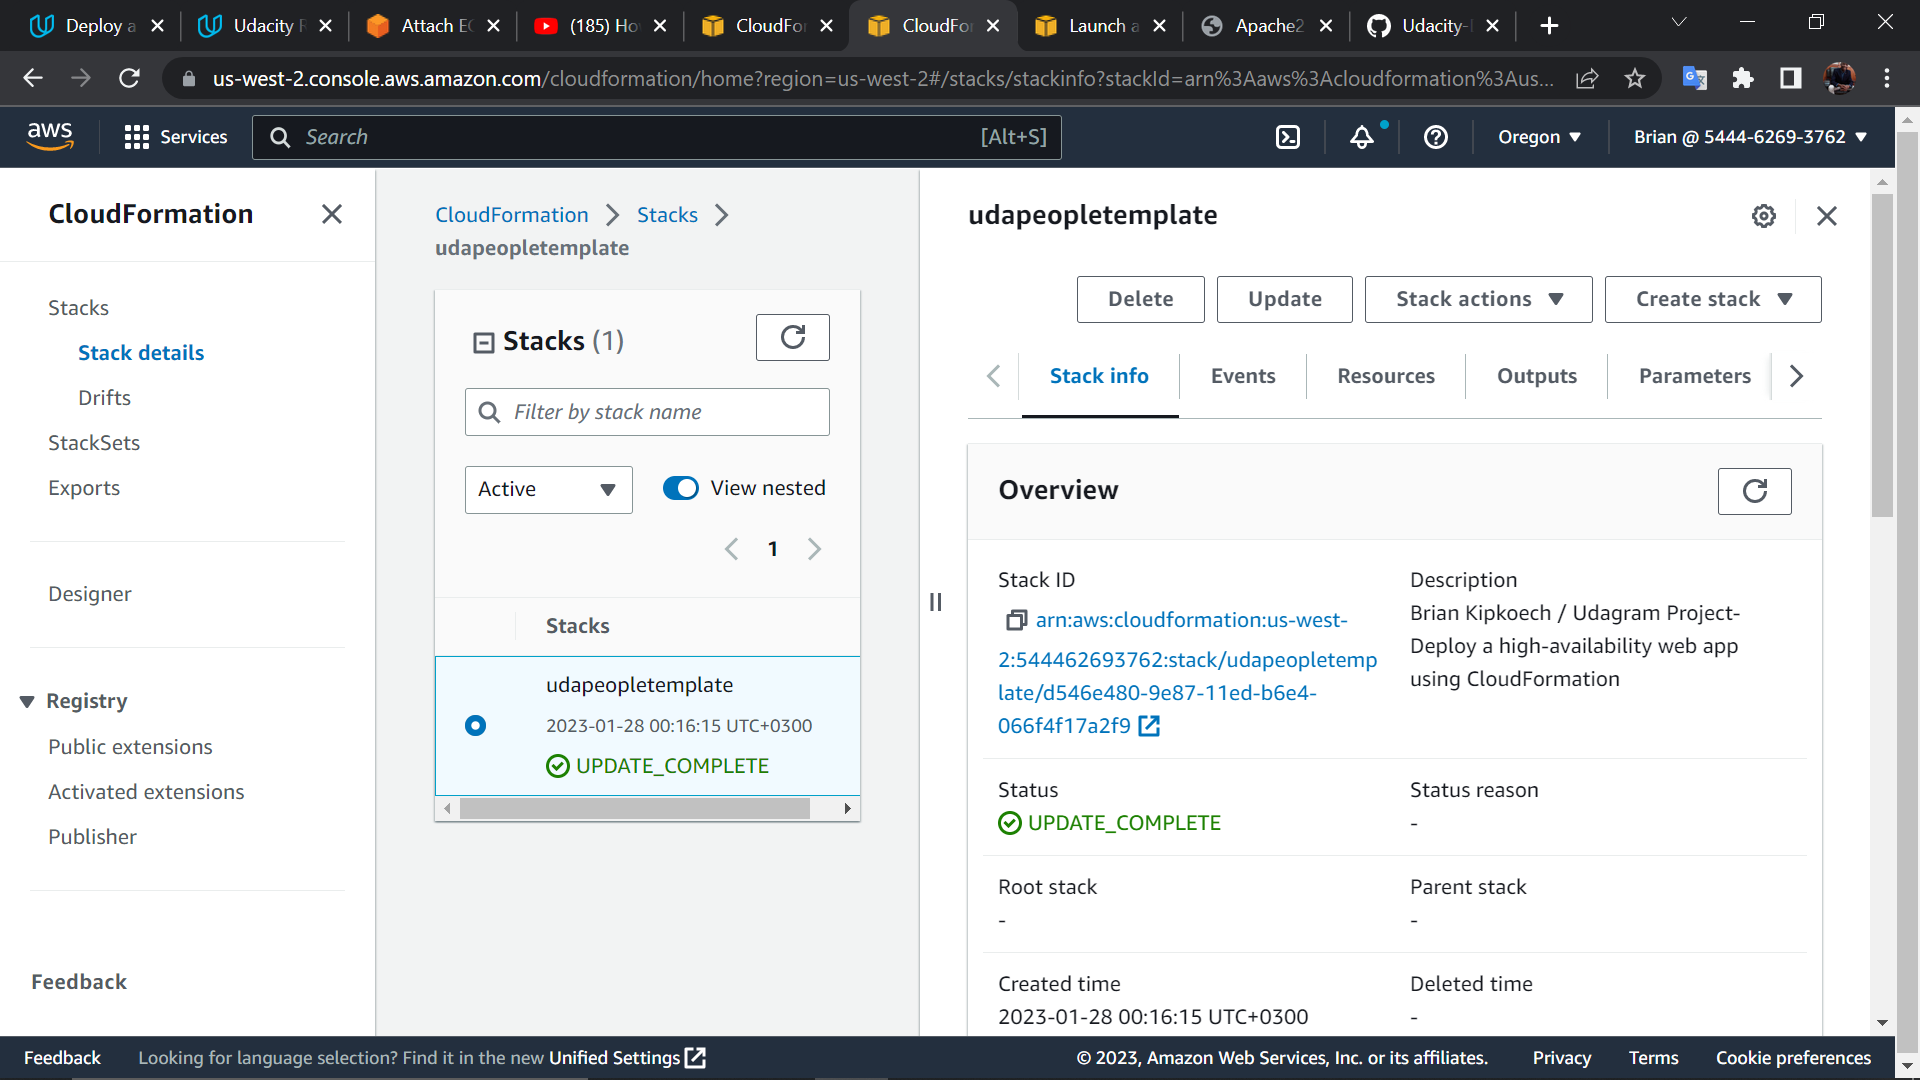 Deploy a
Udacity R
Attach EC
(185) Ho
CloudFor
CloudFor
Launch a
Apache2
Udacity-
us-west-2.console.aws.amazon.com/cloudformation/home?region=us-west-2#/stacks/stackinfo?stackId=arn%3Aaws%3Acloudformation%3Aus...
aws
Services
Search
[Alt+S]
Oregon
Brian @ 5444-6269-3762
CloudFormation
Stacks
Stack details
Drifts
StackSets
Exports
Designer
Registry
Public extensions
Activated extensions
Publisher
Feedback
CloudFormation
Stacks
udapeopletemplate
Stacks (1)
Filter by stack name
Active
View nested
1
Stacks
udapeopletemplate
2023-01-28 00:16:15 UTC+0300
UPDATE_COMPLETE
udapeopletemplate
Delete
Update
Stack actions
Create stack
Stack info
Events
Resources
Outputs
Parameters
Overview
Stack ID
arn:aws:cloudformation:us-west-
2:544462693762:stack/udapeopletemp
late/d546e480-9e87-11ed-b6e4-
066f4f17a2f9
Description
Brian Kipkoech / Udagram Project-
Deploy a high-availability web app
using CloudFormation
Status
UPDATE_COMPLETE
Status reason
-
Root stack
-
Parent stack
-
Created time
2023-01-28 00:16:15 UTC+0300
Deleted time
-
Feedback
Looking for language selection? Find it in the new Unified Settings
© 2023, Amazon Web Services, Inc. or its affiliates.
Privacy
Terms
Cookie preferences